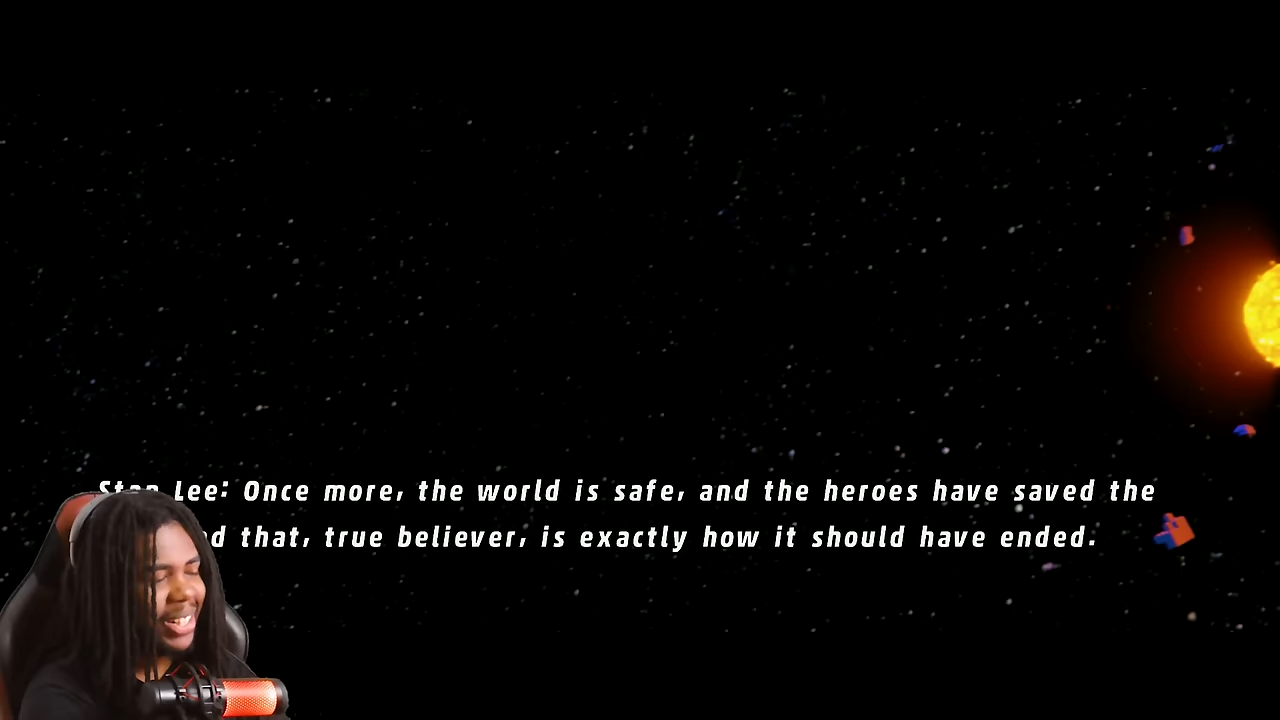 Stan Lee: Once more, the world is safe, and the heroes have saved the
that, true believer, is exactly how it should have ended.